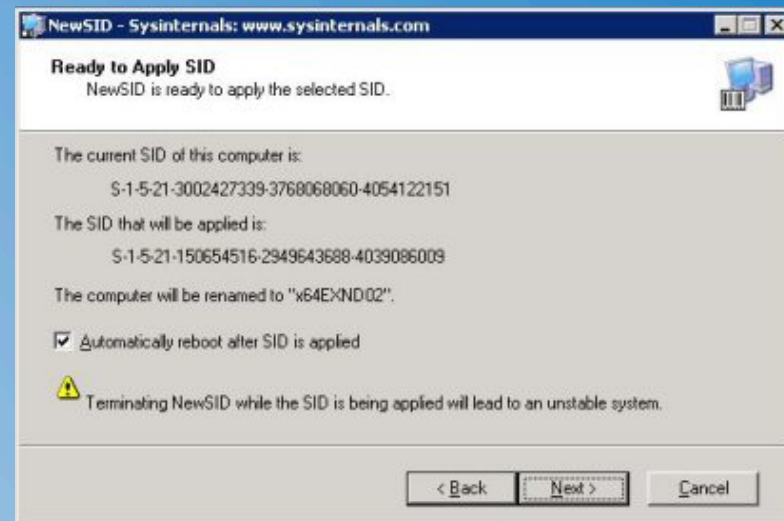 NewSID - Sysinternals: www.sysinternals.com
Ready to Apply SID
NewSID is ready to apply the selected SID.
The current SID of this computer is:
S-1-5-21-3002427339-3768068060-4054122151
The SID that will be applied is:
S-1-5-21-150654516-2949643688-4039086009
The computer will be renamed to "x64EXND02".
Automatically reboot after SID is applied
Terminating NewSID while the SID is being applied will lead to an unstable system.
< Back Next > Cancel